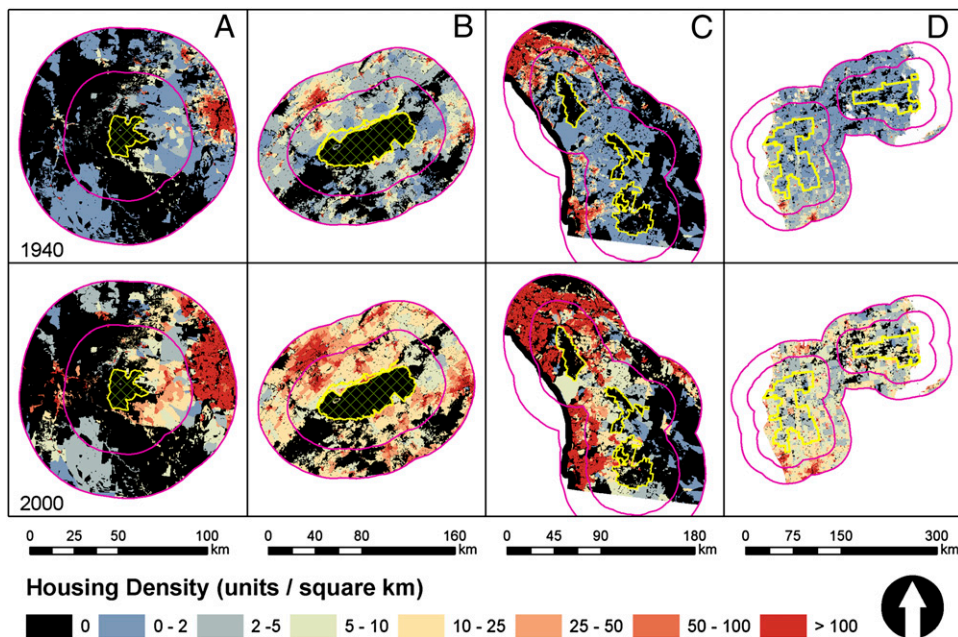 A B C D
1940
2000
0 25 50 100 km
0 40 80 160 km
0 45 90 180 km
0 75 150 300 km
Housing Density (units / square km)
0 0 - 2 2 -5 5 - 10 10 - 25 25 - 50 50 - 100 > 100